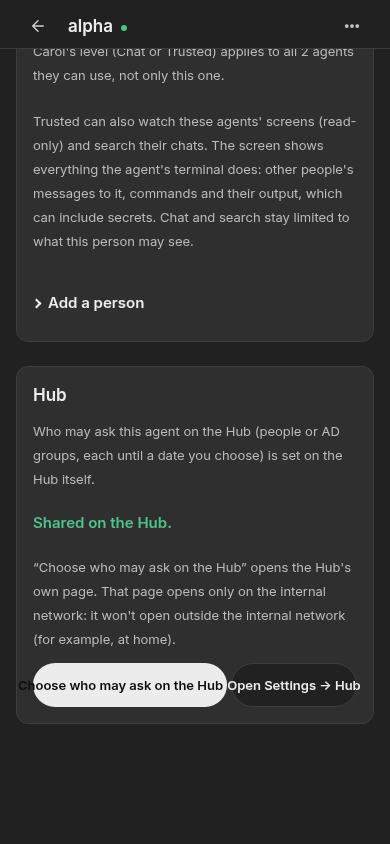 alpha
Carol's level (Chat or Trusted) applies to all 2 agents
they can use, not only this one.
Trusted can also watch these agents' screens (read-
only) and search their chats. The screen shows
everything the agent's terminal does: other people's
messages to it, commands and their output, which
can include secrets. Chat and search stay limited to
what this person may see.
Add a person
Hub
Who may ask this agent on the Hub (people or AD
groups, each until a date you choose) is set on the
Hub itself.
Shared on the Hub.
“Choose who may ask on the Hub” opens the Hub's
own page. That page opens only on the internal
network: it won't open outside the internal network
(for example, at home).
Choose who may ask on the Hub
Open Settings → Hub